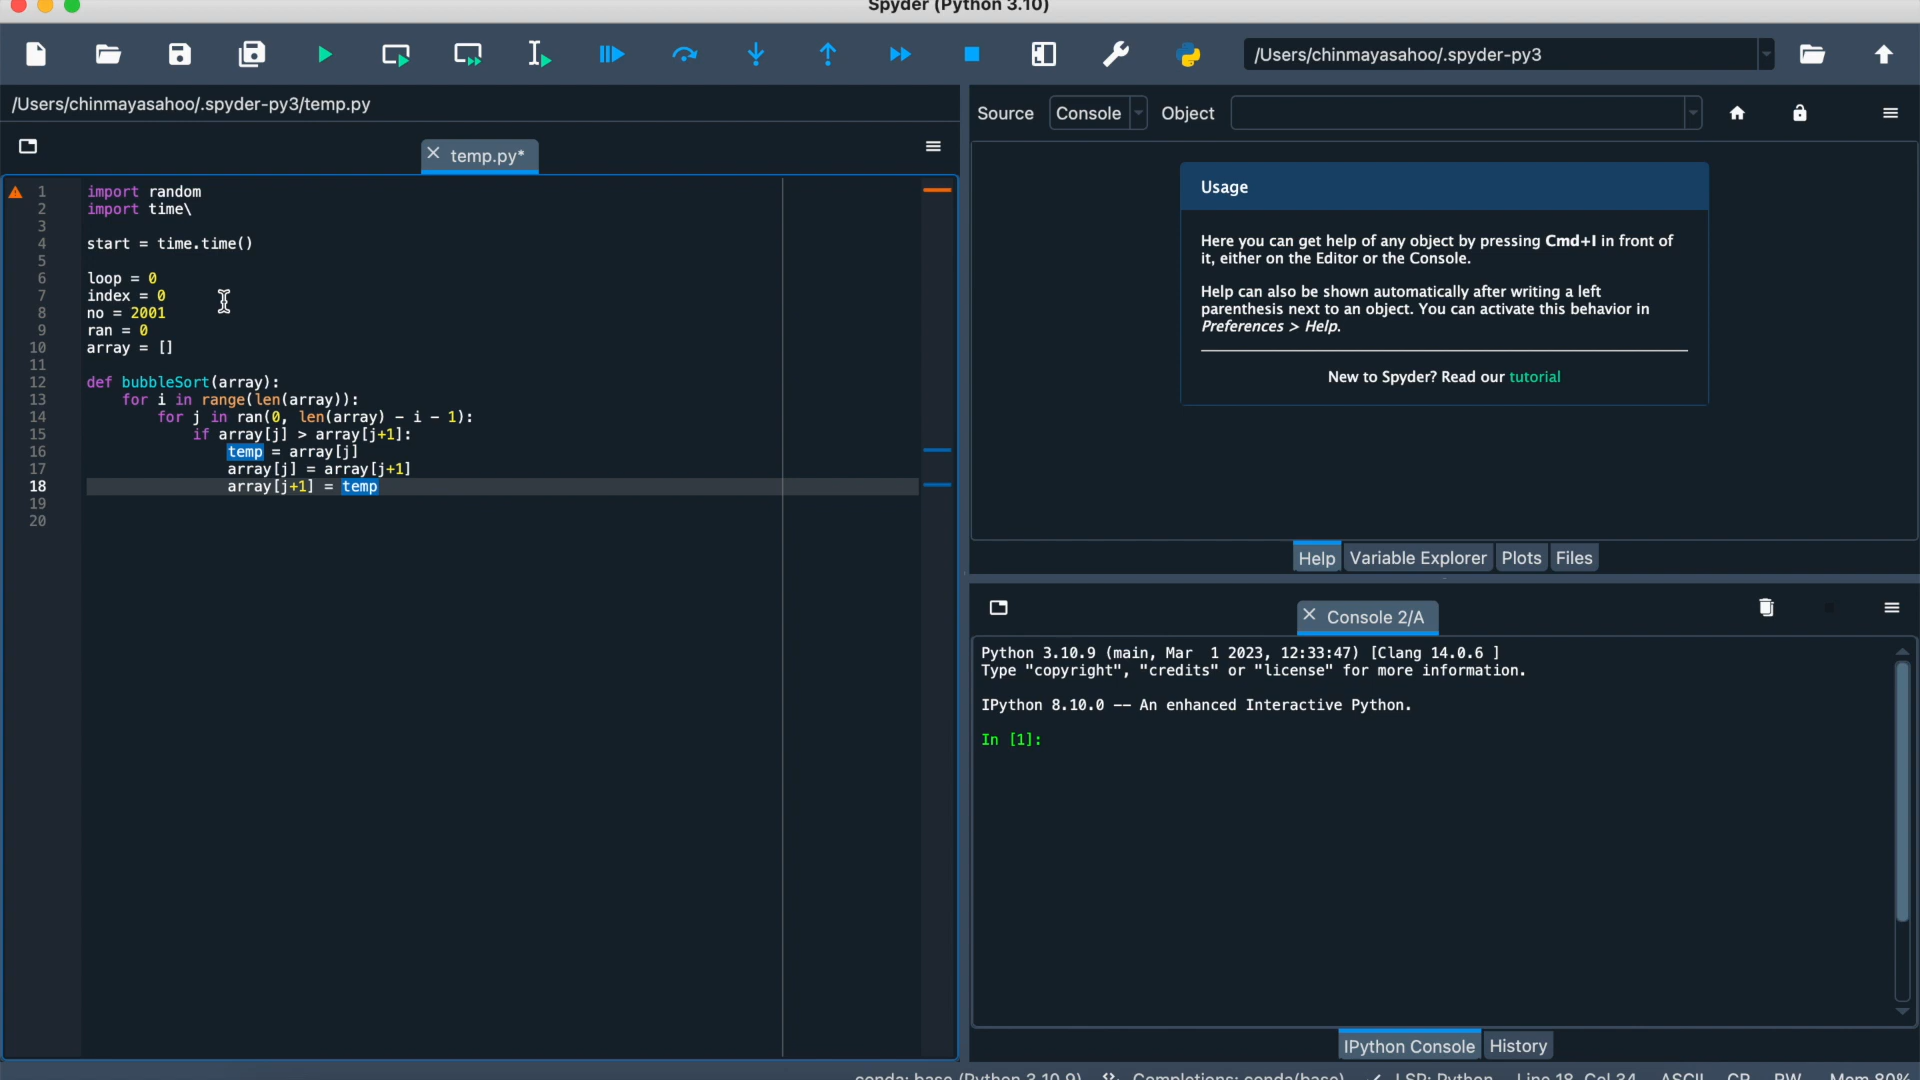 Spyder (Python 3.10)
/Users/chinmayasahoo/.spyder-py3
/Users/chinmayasahoo/.spyder-py3/temp.py
temp.py*
1 import random
2 import time\
3
4 start = time.time()
5
6 loop = 0
7 index = 0
8 no = 2001
9 ran = 0
10 array = []
11
12 def bubbleSort(array):
13 for i in range(len(array)):
14 for j in ran(0, len(array) - i - 1):
15 if array[j] > array[j+1]:
16 temp = array[j]
17 array[j] = array[j+1]
18 array[j+1] = temp
19
20
Source Console Object
Usage
Here you can get help of any object by pressing Cmd+I in front of
it, either on the Editor or the Console.
Help can also be shown automatically after writing a left
parenthesis next to an object. You can activate this behavior in
Preferences > Help.
New to Spyder? Read our tutorial
Help Variable Explorer Plots Files
Console 2/A
Python 3.10.9 (main, Mar 1 2023, 12:33:47) [Clang 14.0.6 ]
Type "copyright", "credits" or "license" for more information.
IPython 8.10.0 -- An enhanced Interactive Python.
In [1]:
IPython Console History
conda: base (Python 3.10.9) Completions: conda(base) LSP: Python Line 18, Col 34 ASCII CR RW Mem 80%